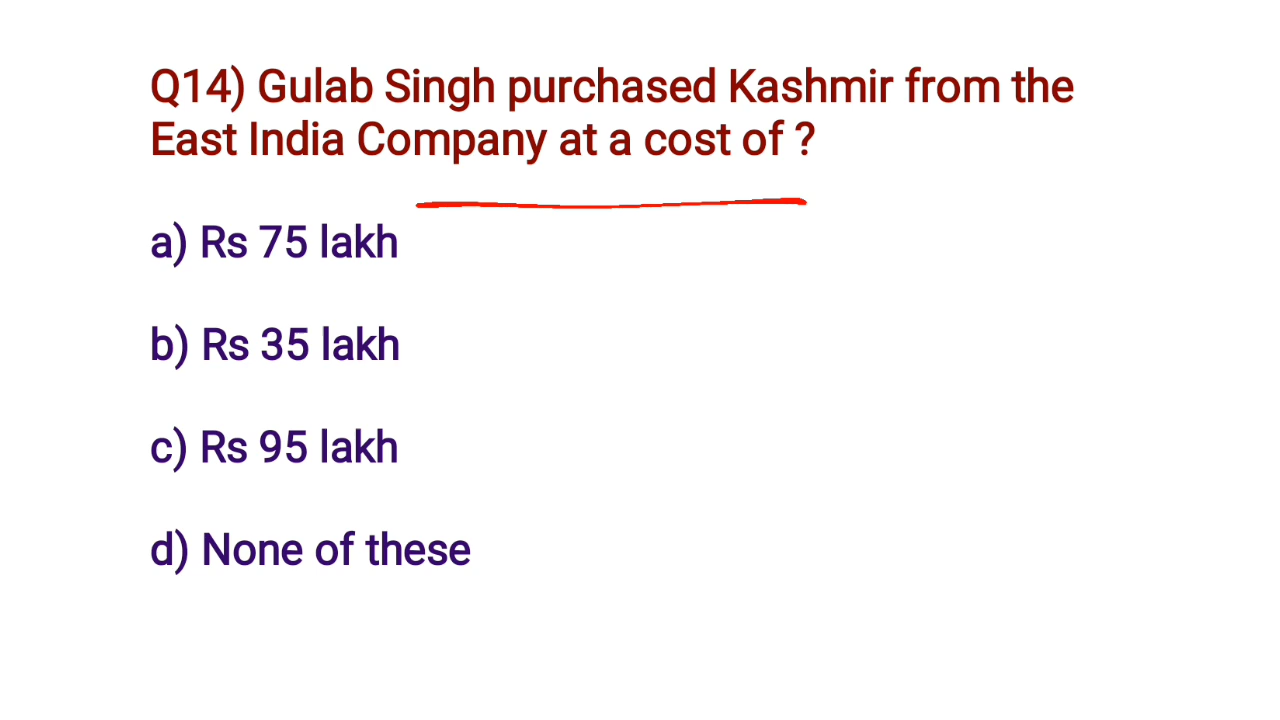 Q14) Gulab Singh purchased Kashmir from the
East India Company at a cost of ?
a) Rs 75 lakh
b) Rs 35 lakh
c) Rs 95 lakh
d) None of these